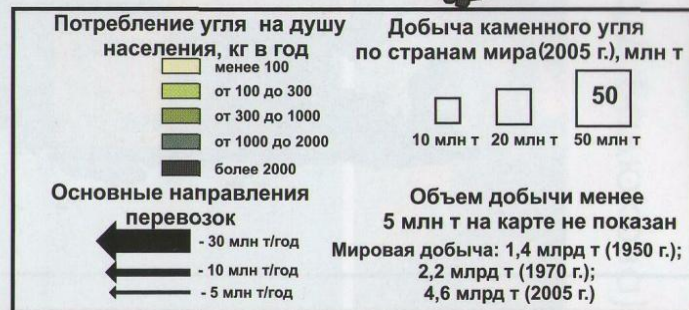 Потребление угля на душу
населения, кг в год
менее 100
от 100 до 300
от 300 до 1000
от 1000 до 2000
более 2000
Добыча каменного угля
по странам мира(2005 г.), млн т
50
10 млн т 20 млн т 50 млн т
Основные направления
перевозок
- 30 млн т/год
- 10 млн т/год
- 5 млн т/год
Объем добычи менее
5 млн т на карте не показан
Мировая добыча: 1,4 млрд т (1950 г.);
2,2 млрд т (1970 г.);
4,6 млрд т (2005 г.)